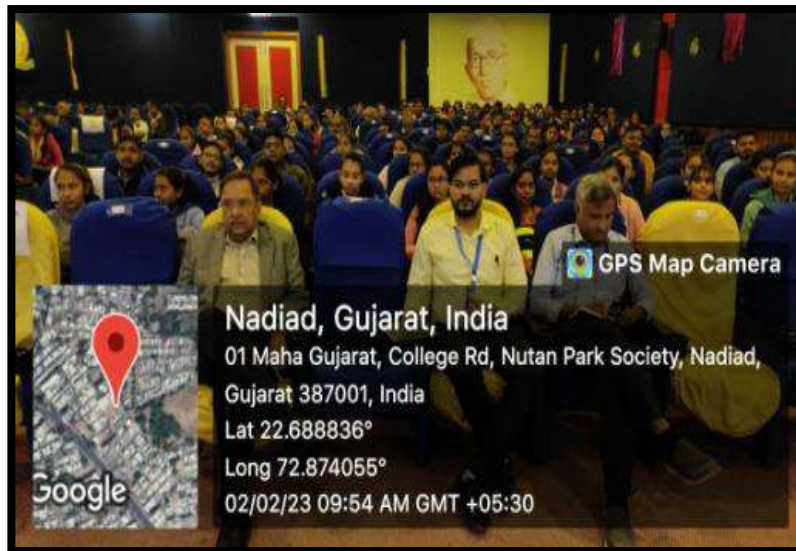 GPS Map Camera
Nadiad, Gujarat, India
01 Maha Gujarat, College Rd, Nutan Park Society, Nadiad,
Gujarat 387001, India
Lat 22.688836°
Long 72.874055°
02/02/23 09:54 AM GMT +05:30
Google